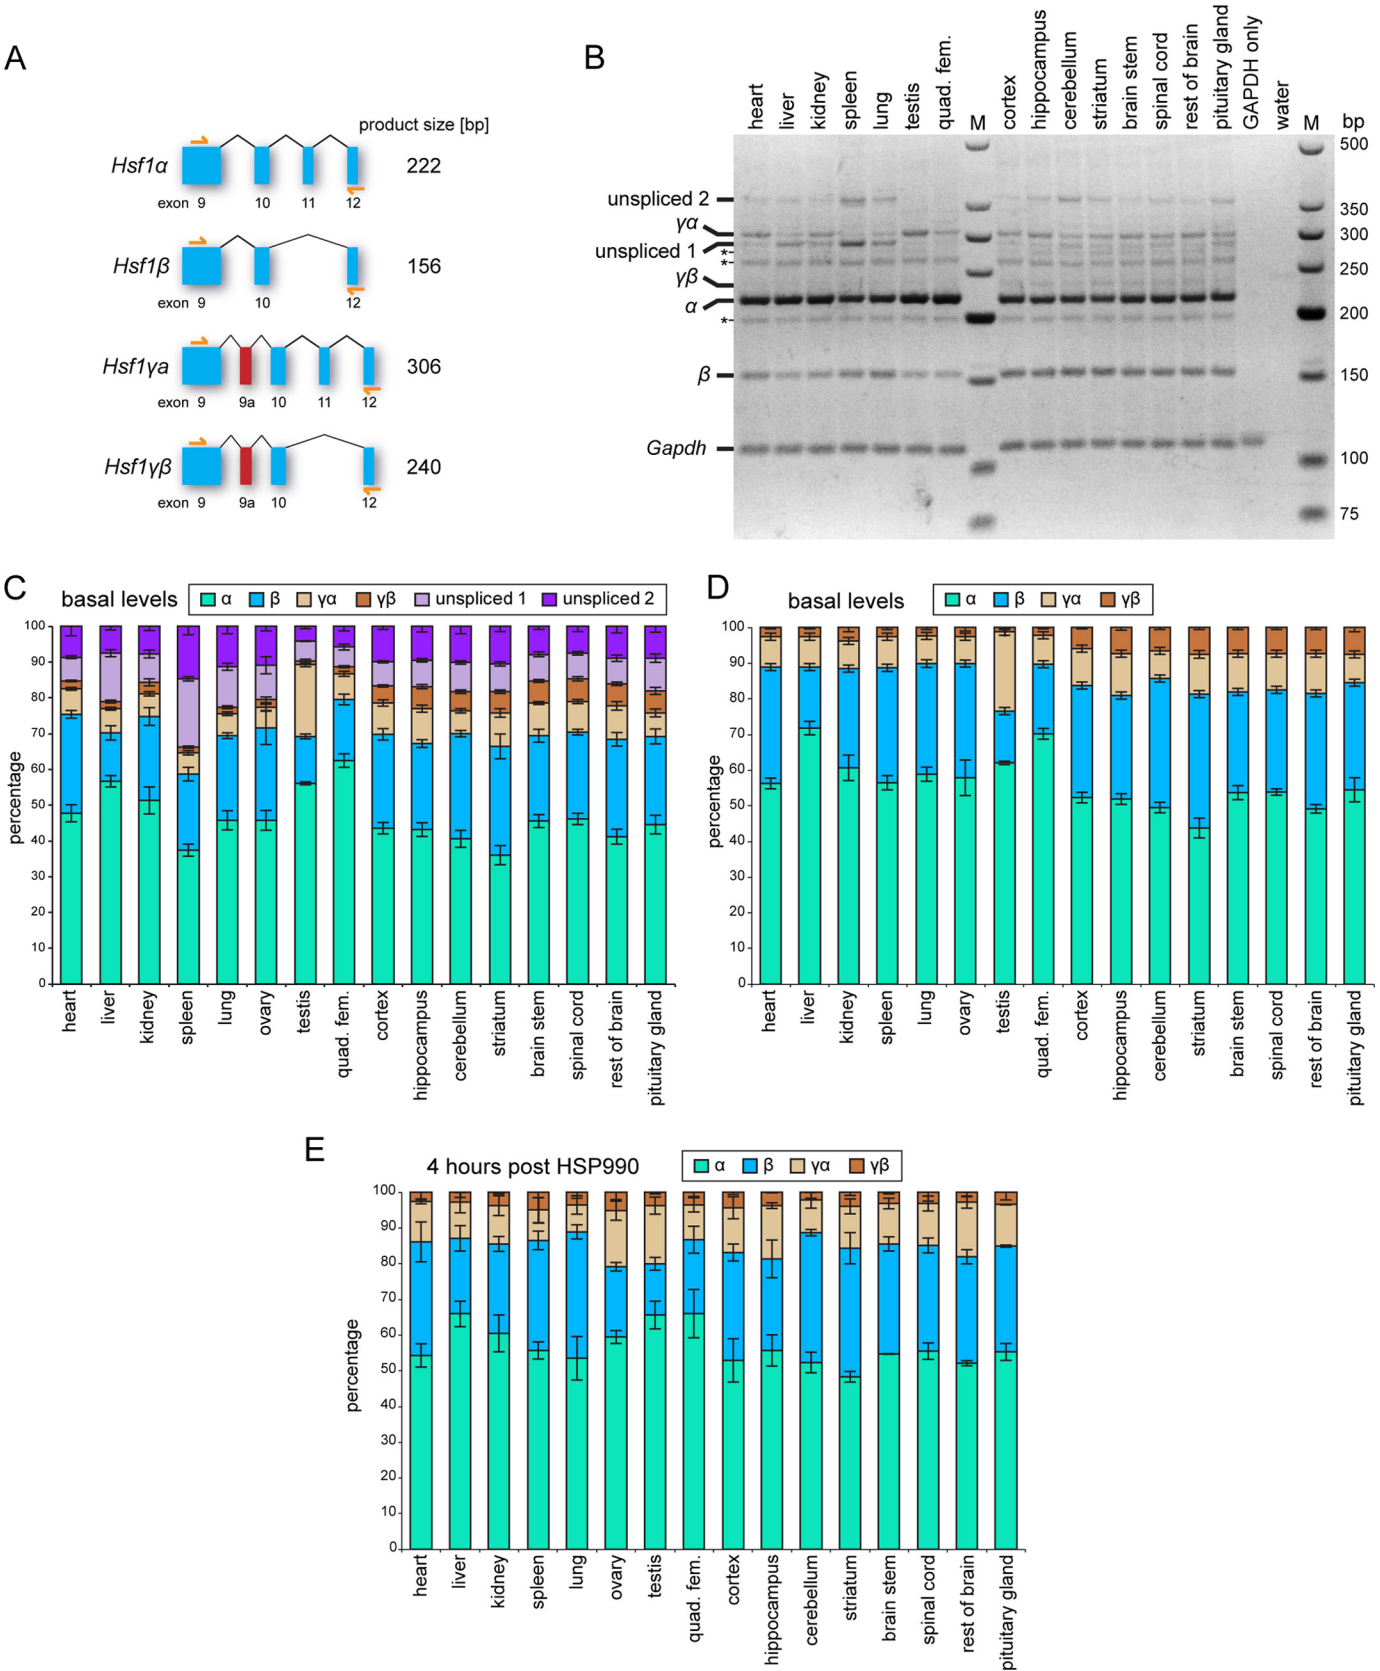 A
product size [bp]
Hsf1α
222
exon 9 10 11 12
Hsf1β
156
exon 9 10 12
Hsf1γa
306
exon 9 9a 10 11 12
Hsf1γβ
240
exon 9 9a 10 12
B
heart
liver
kidney
spleen
lung
testis
quad. fem.
M
cortex
hippocampus
cerebellum
striatum
brain stem
spinal cord
rest of brain
pituitary gland
GAPDH only
water
M
bp
unspliced 2
γα
unspliced 1
*
*
γβ
α
*
β
Gapdh
500
350
300
250
200
150
100
75
C
basal levels
α β γα γβ unspliced 1 unspliced 2
percentage
100
90
80
70
60
50
40
30
20
10
0
heart
liver
kidney
spleen
lung
ovary
testis
quad. fem.
cortex
hippocampus
cerebellum
striatum
brain stem
spinal cord
rest of brain
pituitary gland
D
basal levels
α β γα γβ
percentage
100
90
80
70
60
50
40
30
20
10
0
heart
liver
kidney
spleen
lung
ovary
testis
quad. fem.
cortex
hippocampus
cerebellum
striatum
brain stem
spinal cord
rest of brain
pituitary gland
E
4 hours post HSP990
α β γα γβ
percentage
100
90
80
70
60
50
40
30
20
10
0
heart
liver
kidney
spleen
lung
ovary
testis
quad. fem.
cortex
hippocampus
cerebellum
striatum
brain stem
spinal cord
rest of brain
pituitary gland